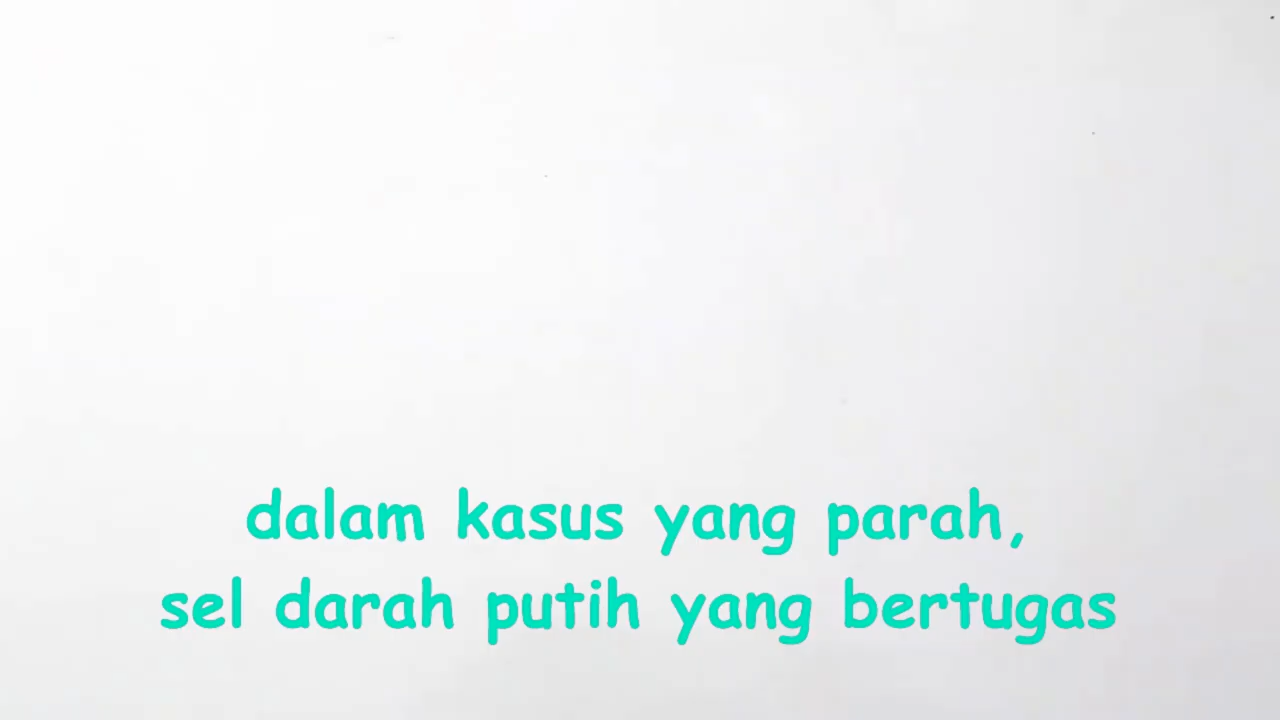 dalam kasus yang parah,
sel darah putih yang bertugas